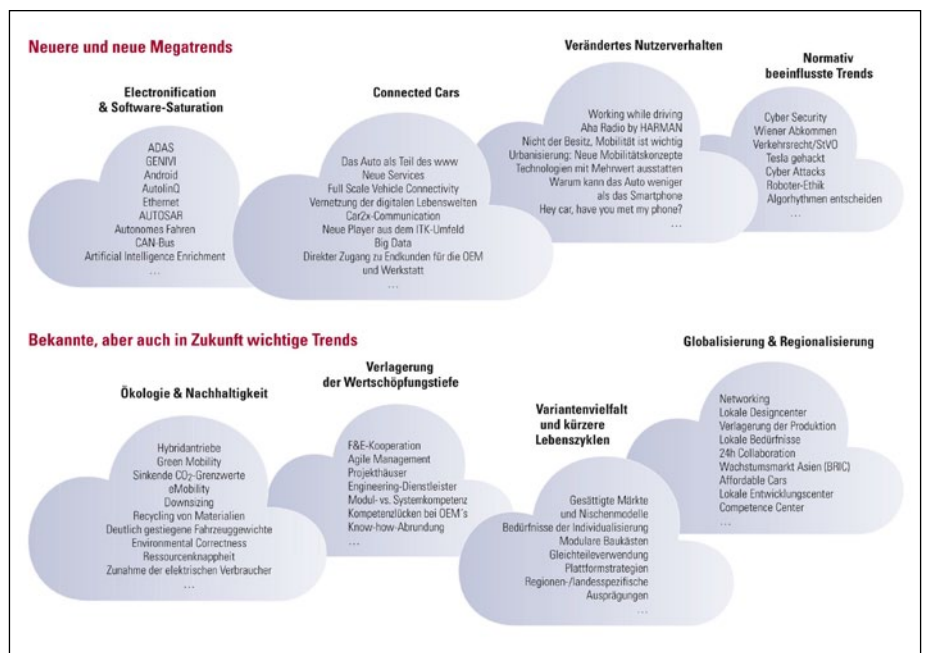 Neuere und neue Megatrends
Electronification
& Software-Saturation
ADAS
GENIVI
Android
AutolinQ
Ethernet
AUTOSAR
Autonomes Fahren
CAN-Bus
Artificial Intelligence Enrichment
...
Connected Cars
Das Auto als Teil des www
Neue Services
Full Scale Vehicle Connectivity
Vernetzung der digitalen Lebenswelten
Car2x-Communication
Neue Player aus dem ITK-Umfeld
Big Data
Direkter Zugang zu Endkunden für die OEM
und Werkstatt
...
Verändertes Nutzerverhalten
Working while driving
Aha Radio by HARMAN
Nicht der Besitz, Mobilität ist wichtig
Urbanisierung: Neue Mobilitätskonzepte
Technologien mit Mehrwert ausstatten
Warum kann das Auto weniger
als das Smartphone
Hey car, have you met my phone?
...
Normativ
beeinflusste Trends
Cyber Security
Wiener Abkommen
Verkehrsrecht/StVO
Tesla gehackt
Cyber Attacks
Roboter-Ethik
Algorhythmen entscheiden
...
Bekannte, aber auch in Zukunft wichtige Trends
Ökologie & Nachhaltigkeit
Hybridantriebe
Green Mobility
Sinkende CO₂-Grenzwerte
eMobility
Downsizing
Recycling von Materialien
Deutlich gestiegene Fahrzeuggewichte
Environmental Correctness
Ressourcenknappheit
Zunahme der elektrischen Verbraucher
...
Verlagerung
der Wertschöpfungstiefe
F&E-Kooperation
Agile Management
Projekthäuser
Engineering-Dienstleister
Modul- vs. Systemkompetenz
Kompetenzlücken bei OEM´s
Know-how-Abrundung
...
Variantenvielfalt
und kürzere
Lebenszyklen
Gesättigte Märkte
und Nischenmodelle
Bedürfnisse der Individualisierung
Modulare Baukästen
Gleichteileverwendung
Plattformstrategien
Regionen-/landesspezifische
Ausprägungen
...
Globalisierung & Regionalisierung
Networking
Lokale Designcenter
Verlagerung der Produktion
Lokale Bedürfnisse
24h Collaboration
Wachstumsmarkt Asien (BRIC)
Affordable Cars
Lokale Entwicklungscenter
Competence Center
...